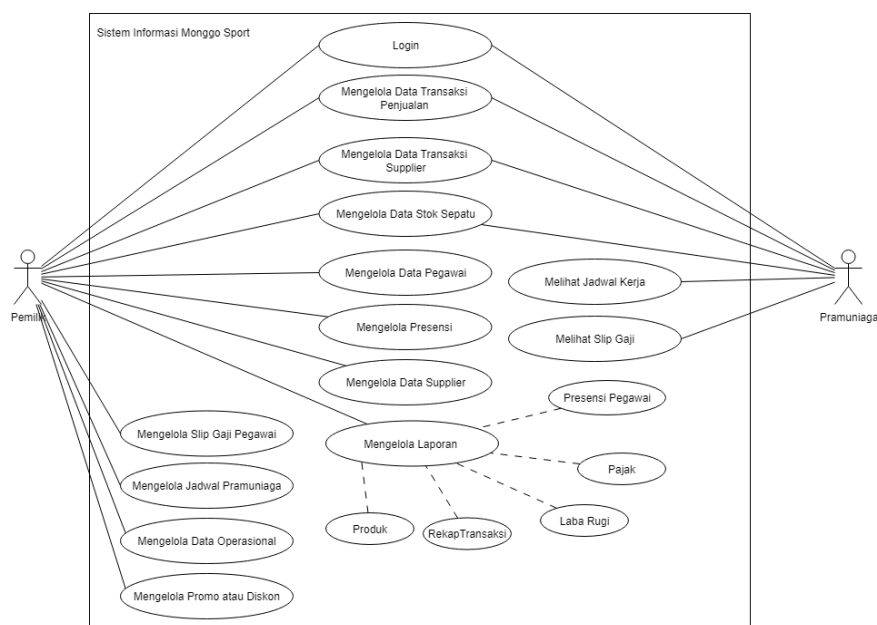 Sistem Informasi Monggo Sport
Login
Mengelola Data Transaksi
Penjualan
Mengelola Data Transaksi
Supplier
Mengelola Data Stok Sepatu
Mengelola Data Pegawai
Melihat Jadwal Kerja
Pemilik
Pramuniaga
Mengelola Presensi
Melihat Slip Gaji
Mengelola Data Supplier
Presensi Pegawai
Mengelola Slip Gaji Pegawai
Mengelola Laporan
Pajak
Mengelola Jadwal Pramuniaga
Produk
RekapTransaksi
Laba Rugi
Mengelola Data Operasional
Mengelola Promo atau Diskon